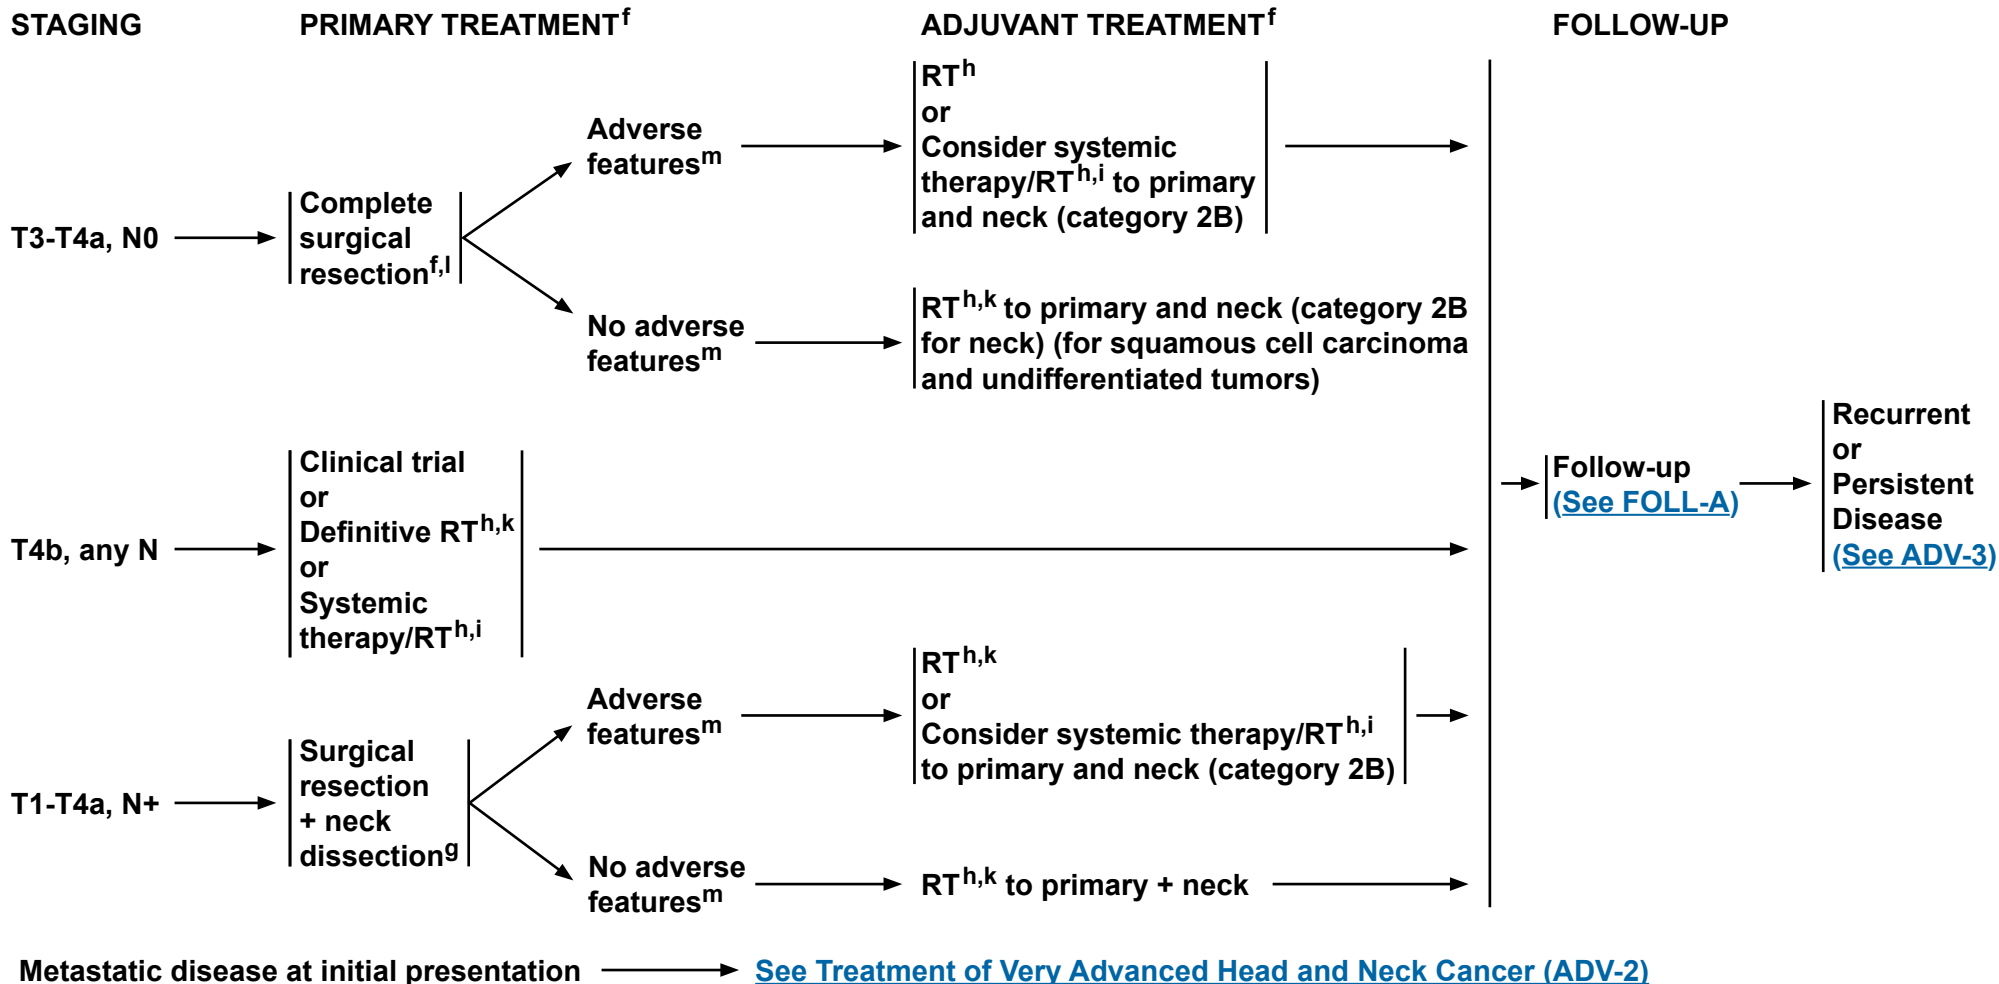 STAGING
PRIMARY TREATMENTf
ADJUVANT TREATMENTf
FOLLOW-UP
T3-T4a, N0
Complete
surgical
resectionf,l
Adverse
featuresm
RTh
or
Consider systemic
therapy/RTh,i to primary
and neck (category 2B)
No adverse
featuresm
RTh,k to primary and neck (category 2B
for neck) (for squamous cell carcinoma
and undifferentiated tumors)
T4b, any N
Clinical trial
or
Definitive RTh,k
or
Systemic
therapy/RTh,i
T1-T4a, N+
Surgical
resection
+ neck
dissectiong
Adverse
featuresm
RTh,k
or
Consider systemic therapy/RTh,i
to primary and neck (category 2B)
No adverse
featuresm
RTh,k to primary + neck
Follow-up
(See FOLL-A)
Recurrent
or
Persistent
Disease
(See ADV-3)
Metastatic disease at initial presentation
See Treatment of Very Advanced Head and Neck Cancer (ADV-2)